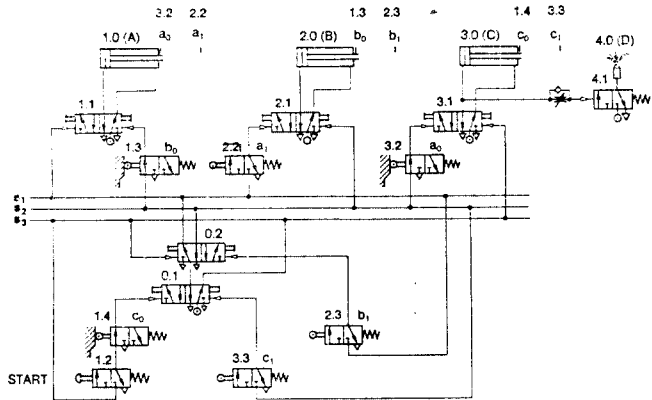 3.2 2.2
1.3 2.3
1.4 3.3
1.0 (A) a₀ a₁
2.0 (B) b₀ b₁
3.0 (C) c₀ c₁
4.0 (D)
4.1
1.1
2.1
3.1
1.3 b₀
2.2 a₁
3.2 a₀
s₂
s₃
0.2
0.1
1.4 c₀
2.3 b₁
1.2
3.3 c₁
START